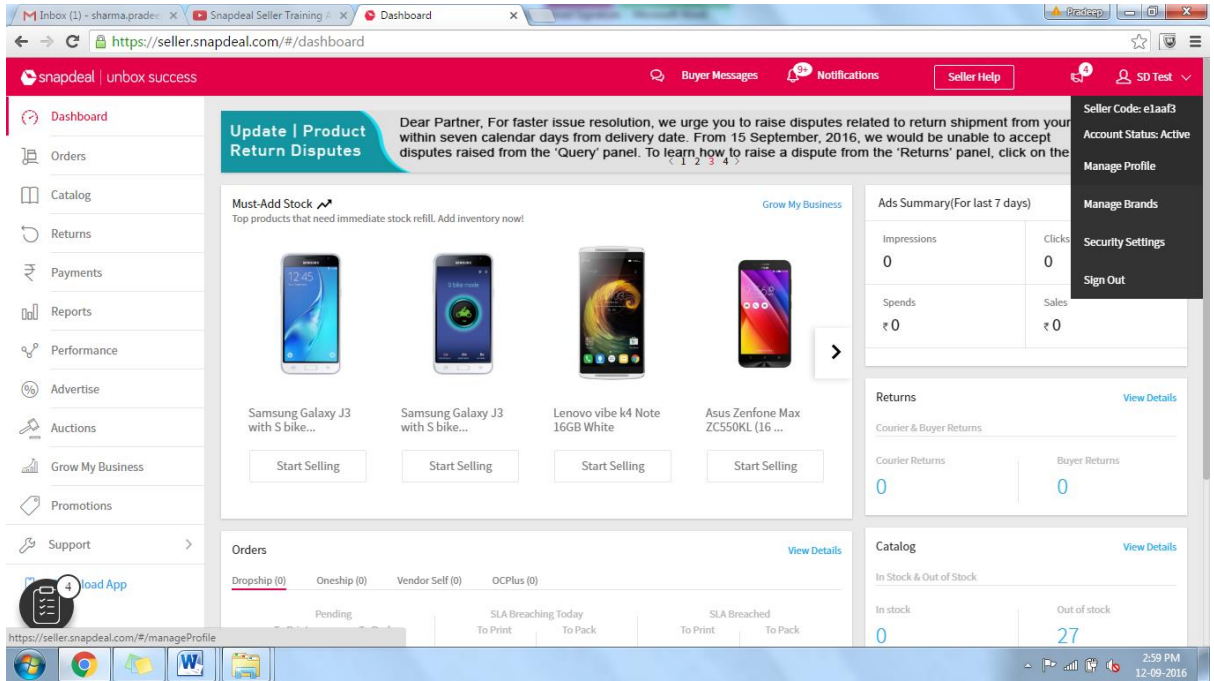 Inbox (1) - sharma.pradee
Snapdeal Seller Training A
Dashboard
Pradeep
https://seller.snapdeal.com/#/dashboard
snapdeal | unbox success
Buyer Messages
9+
Notifications
Seller Help
4
SD Test
Seller Code: e1aaf3
Account Status: Active
Manage Profile
Manage Brands
Security Settings
Sign Out
Dashboard
Orders
Catalog
Returns
Payments
Reports
Performance
Advertise
Auctions
Grow My Business
Promotions
Support
4
load App
Update | Product
Return Disputes
Dear Partner, For faster issue resolution, we urge you to raise disputes related to return shipment from your
within seven calendar days from delivery date. From 15 September, 2016, we would be unable to accept
disputes raised from the 'Query' panel. To learn how to raise a dispute from the 'Returns' panel, click on the
< 1 2 3 4 >
Must-Add Stock
Grow My Business
Top products that need immediate stock refill. Add inventory now!
12:45
S bike mode
Samsung Galaxy J3
with S bike...
Samsung Galaxy J3
with S bike...
Lenovo vibe k4 Note
16GB White
Asus Zenfone Max
ZC550KL (16 ...
Start Selling
Start Selling
Start Selling
Start Selling
Ads Summary(For last 7 days)
Impressions
Clicks
0
0
Spends
Sales
₹ 0
₹ 0
Returns
View Details
Courier & Buyer Returns
Courier Returns
Buyer Returns
0
0
Orders
View Details
Dropship (0)
Oneship (0)
Vendor Self (0)
OCPlus (0)
Pending
SLA Breaching Today
SLA Breached
To Print
To Pack
To Print
To Pack
Catalog
View Details
In Stock & Out of Stock
In stock
Out of stock
0
27
https://seller.snapdeal.com/#/manageProfile
2:59 PM
12-09-2016